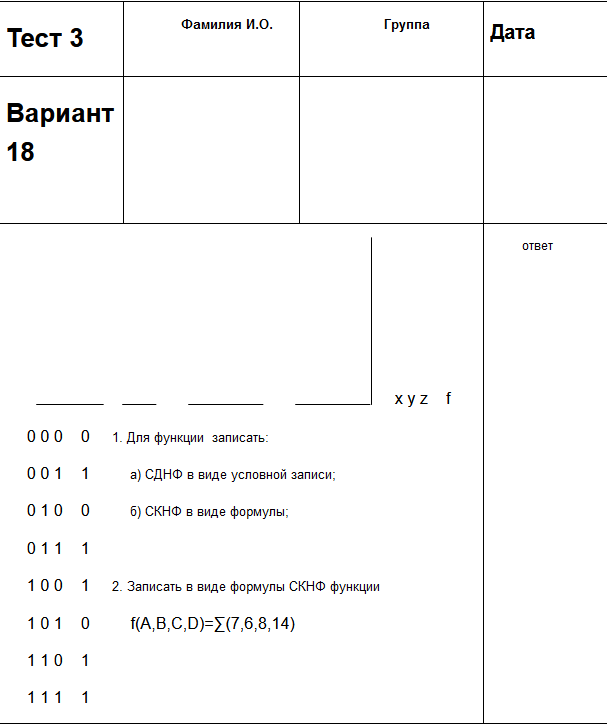 Тест 3 Фамилия И.О. Группа Дата
Вариант
18
ответ
x y z f
0 0 0 0 1. Для функции записать:
0 0 1 1 а) СДНФ в виде условной записи;
0 1 0 0 б) СКНФ в виде формулы;
0 1 1 1
1 0 0 1 2. Записать в виде формулы СКНФ функции
1 0 1 0 f(A,B,C,D)=∑(7,6,8,14)
1 1 0 1
1 1 1 1